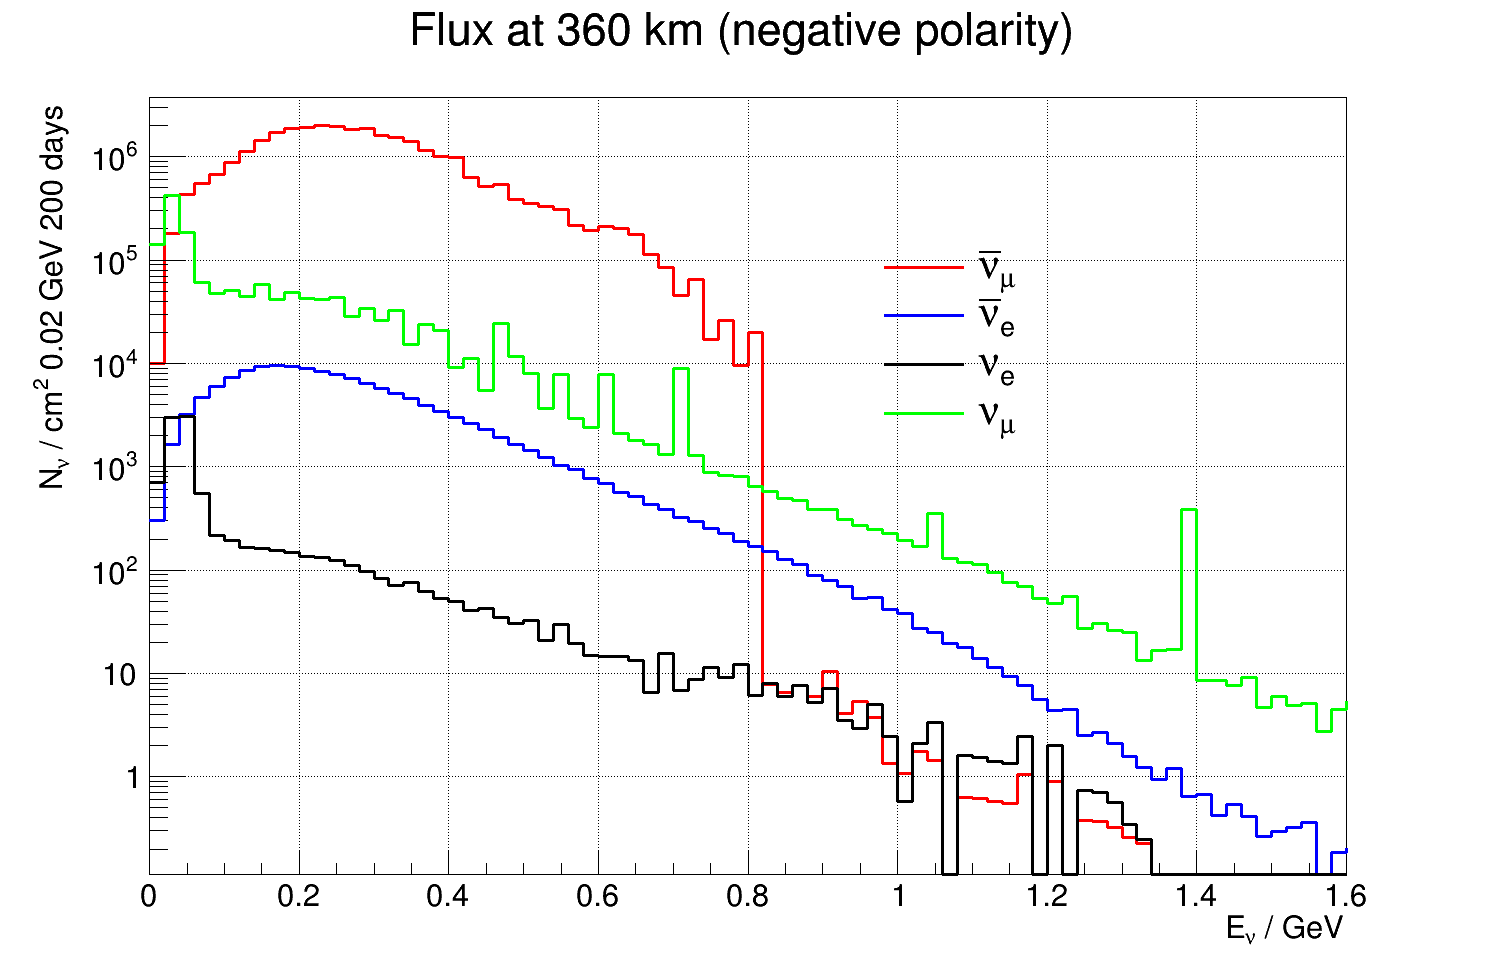 Flux at 360 km (negative polarity)
N_ν / cm² 0.02 GeV 200 days
10⁶
10⁵
10⁴
10³
10²
10
1
ν̅_μ
ν̅_e
ν_e
ν_μ
0 0.2 0.4 0.6 0.8 1 1.2 1.4 1.6
E_ν / GeV